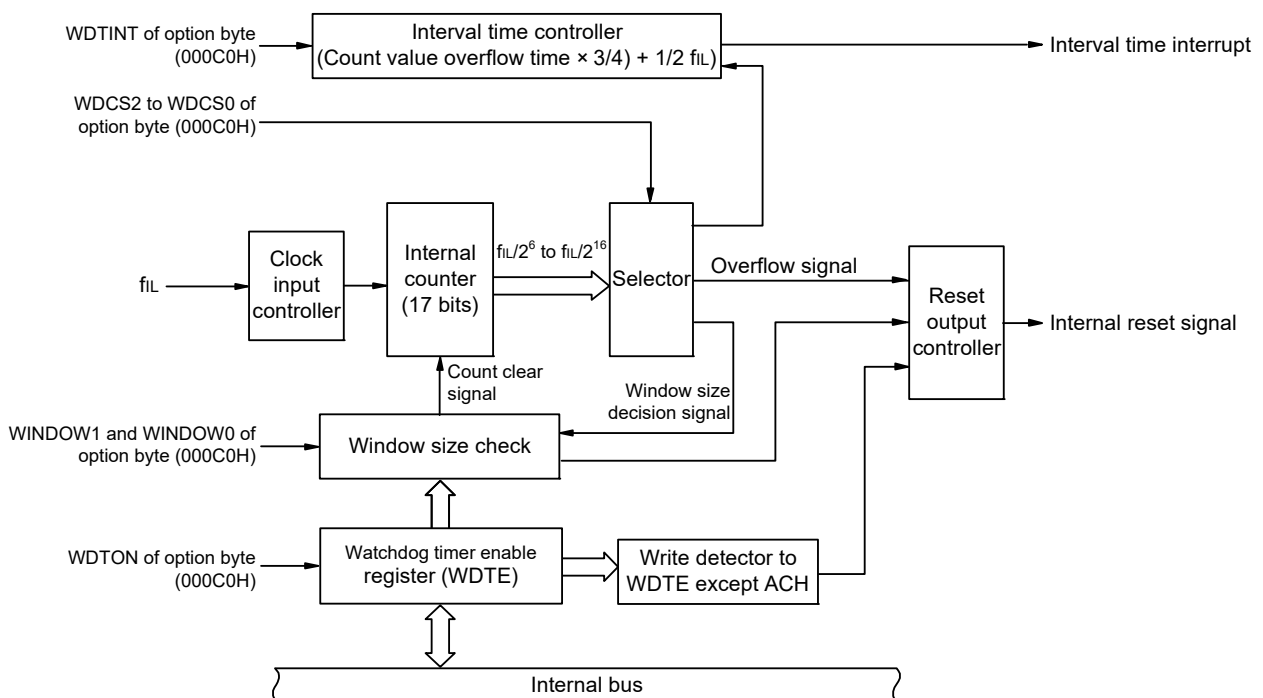 WDTINT of option byte
(000C0H)
Interval time controller
(Count value overflow time × 3/4) + 1/2 fIL)
Interval time interrupt
WDCS2 to WDCS0 of
option byte (000C0H)
fIL
Clock
input
controller
Internal
counter
(17 bits)
fIL/2⁶ to fIL/2¹⁶
Selector
Overflow signal
Reset
output
controller
Internal reset signal
Count clear
signal
Window size
decision signal
WINDOW1 and WINDOW0 of
option byte (000C0H)
Window size check
WDTON of option byte
(000C0H)
Watchdog timer enable
register (WDTE)
Write detector to
WDTE except ACH
Internal bus